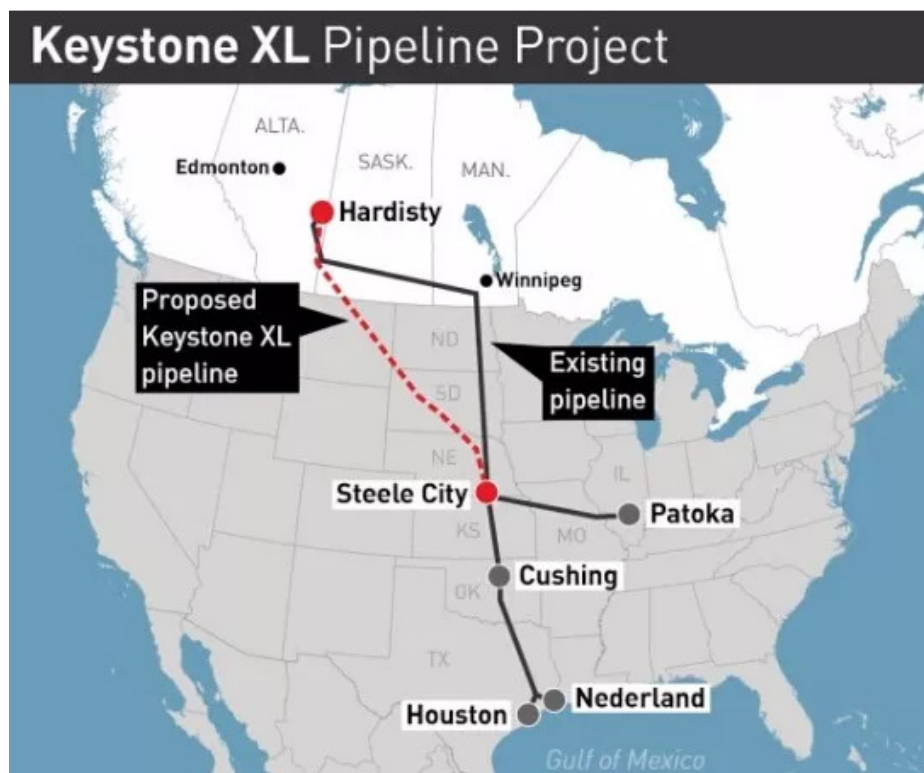 Keystone XL Pipeline Project
ALTA.
Edmonton
SASK.
MAN.
Hardisty
Winnipeg
Proposed
Keystone XL
pipeline
ND
Existing
pipeline
SD
NE
IL
Steele City
Patoka
KS
MO
Cushing
OK
TX
Nederland
Houston
Gulf of Mexico